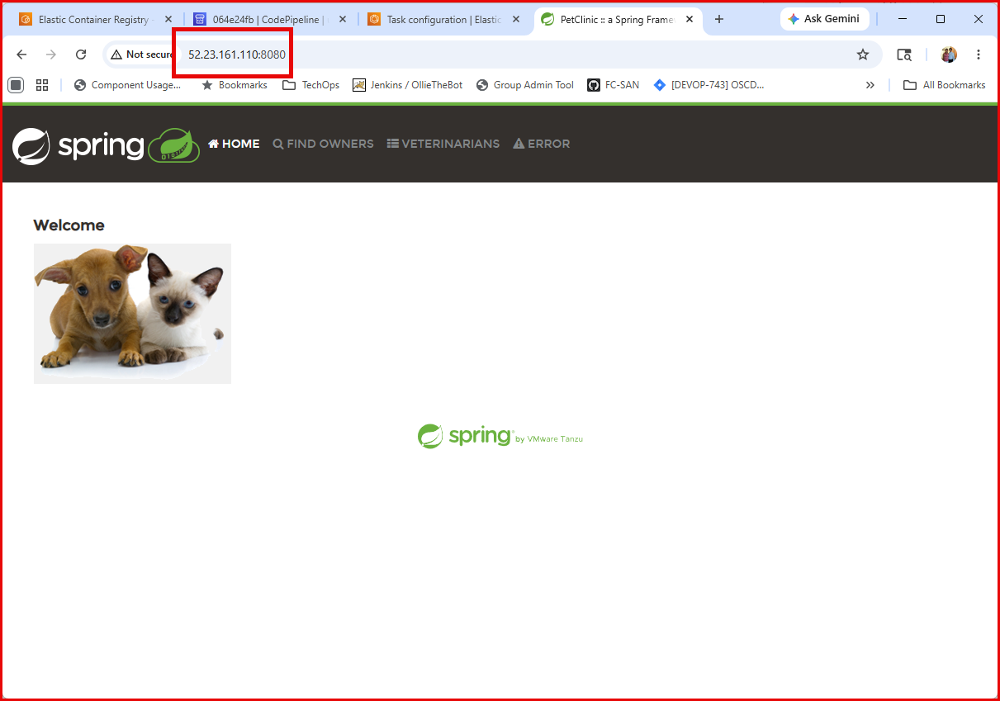 Elastic Container Registry
064e24fb | CodePipeline |
Task configuration | Elastic
PetClinic :: a Spring Frame
Ask Gemini
Not secure
52.23.161.110:8080
Component Usage...
Bookmarks
TechOps
Jenkins / OllieTheBot
Group Admin Tool
FC-SAN
[DEVOP-743] OSCD...
All Bookmarks
spring
HOME
FIND OWNERS
VETERINARIANS
ERROR
Welcome
spring by VMware Tanzu